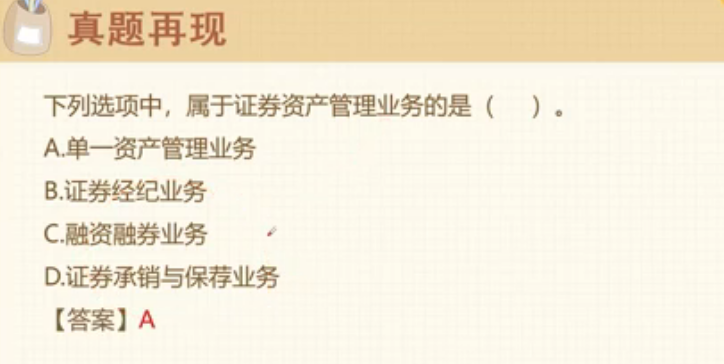 真题再现
下列选项中，属于证券资产管理业务的是（ ）。
A.单一资产管理业务
B.证券经纪业务
C.融资融券业务
D.证券承销与保荐业务
【答案】A